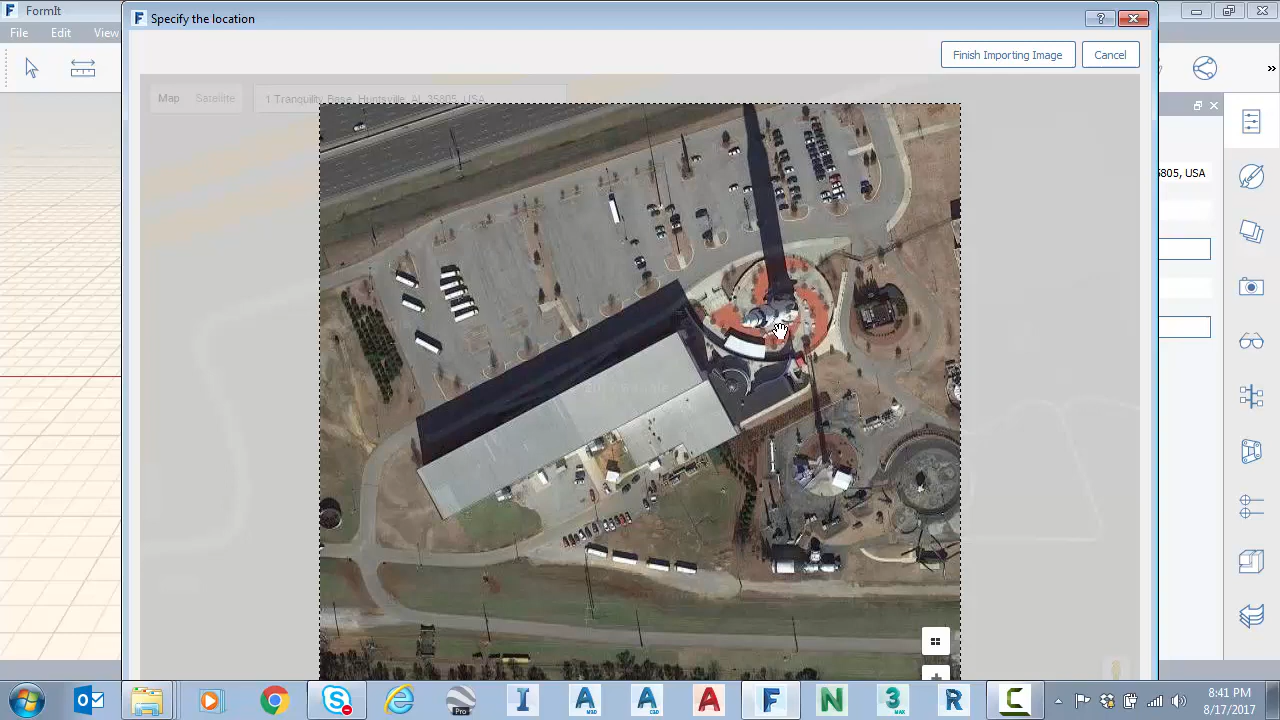 FormIt
Specify the location
File Edit View
Finish Importing Image Cancel
Map Satellite 1 Tranquility Base, Huntsville, AL 35805, USA
805, USA
Pro
8:41 PM
8/17/2017